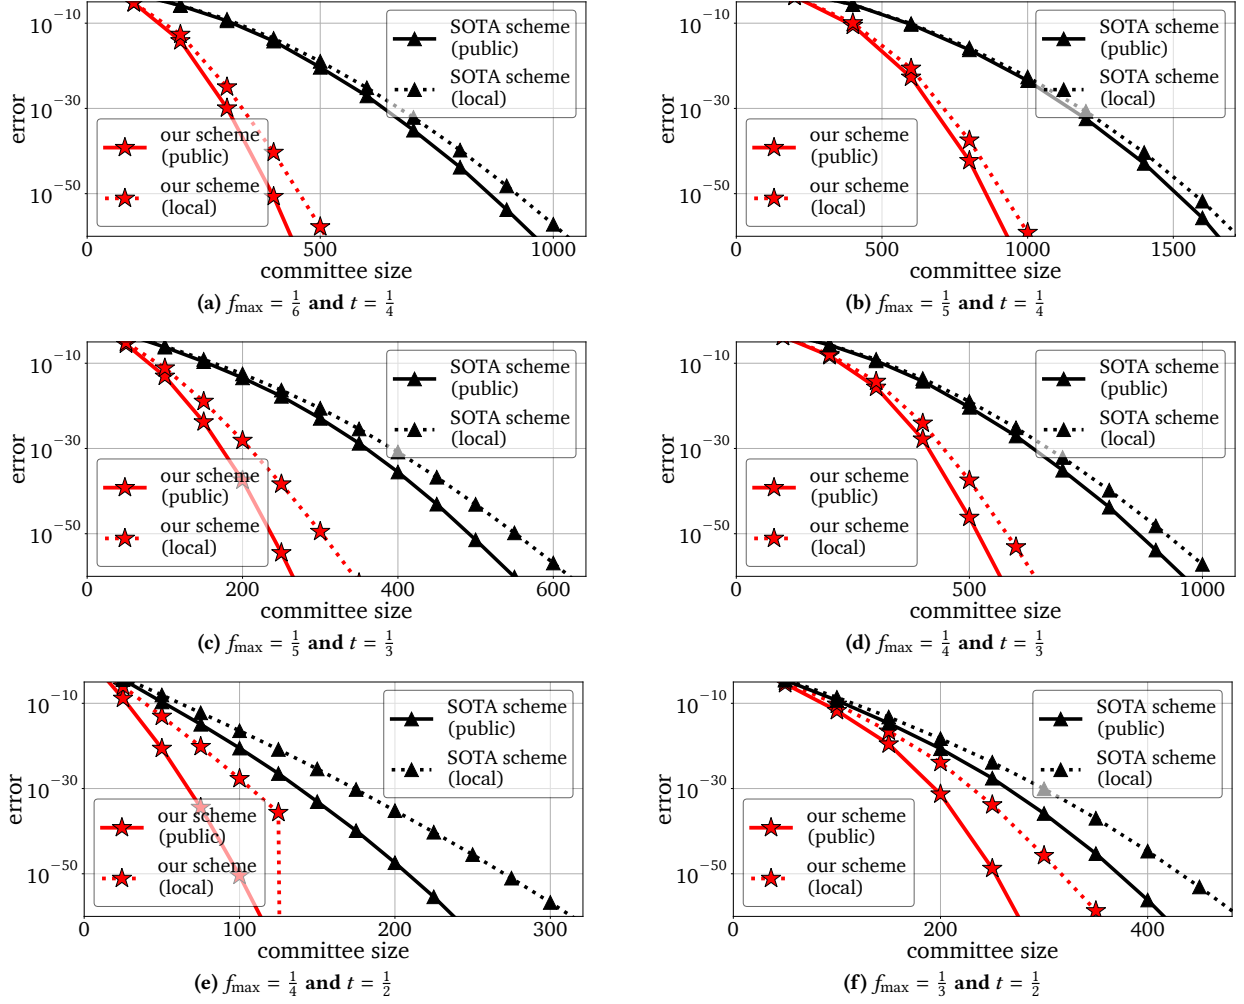 error
10⁻¹⁰
10⁻³⁰
10⁻⁵⁰
SOTA scheme
(public)
SOTA scheme
(local)
our scheme
(public)
our scheme
(local)
0 500 1000
committee size
(a) f_max = 1/6 and t = 1/4
error
10⁻¹⁰
10⁻³⁰
10⁻⁵⁰
SOTA scheme
(public)
SOTA scheme
(local)
our scheme
(public)
our scheme
(local)
0 500 1000 1500
committee size
(b) f_max = 1/5 and t = 1/4
error
10⁻¹⁰
10⁻³⁰
10⁻⁵⁰
SOTA scheme
(public)
SOTA scheme
(local)
our scheme
(public)
our scheme
(local)
0 200 400 600
committee size
(c) f_max = 1/5 and t = 1/3
error
10⁻¹⁰
10⁻³⁰
10⁻⁵⁰
SOTA scheme
(public)
SOTA scheme
(local)
our scheme
(public)
our scheme
(local)
0 500 1000
committee size
(d) f_max = 1/4 and t = 1/3
error
10⁻¹⁰
10⁻³⁰
10⁻⁵⁰
SOTA scheme
(public)
SOTA scheme
(local)
our scheme
(public)
our scheme
(local)
0 100 200 300
committee size
(e) f_max = 1/4 and t = 1/2
error
10⁻¹⁰
10⁻³⁰
10⁻⁵⁰
SOTA scheme
(public)
SOTA scheme
(local)
our scheme
(public)
our scheme
(local)
0 200 400
committee size
(f) f_max = 1/3 and t = 1/2